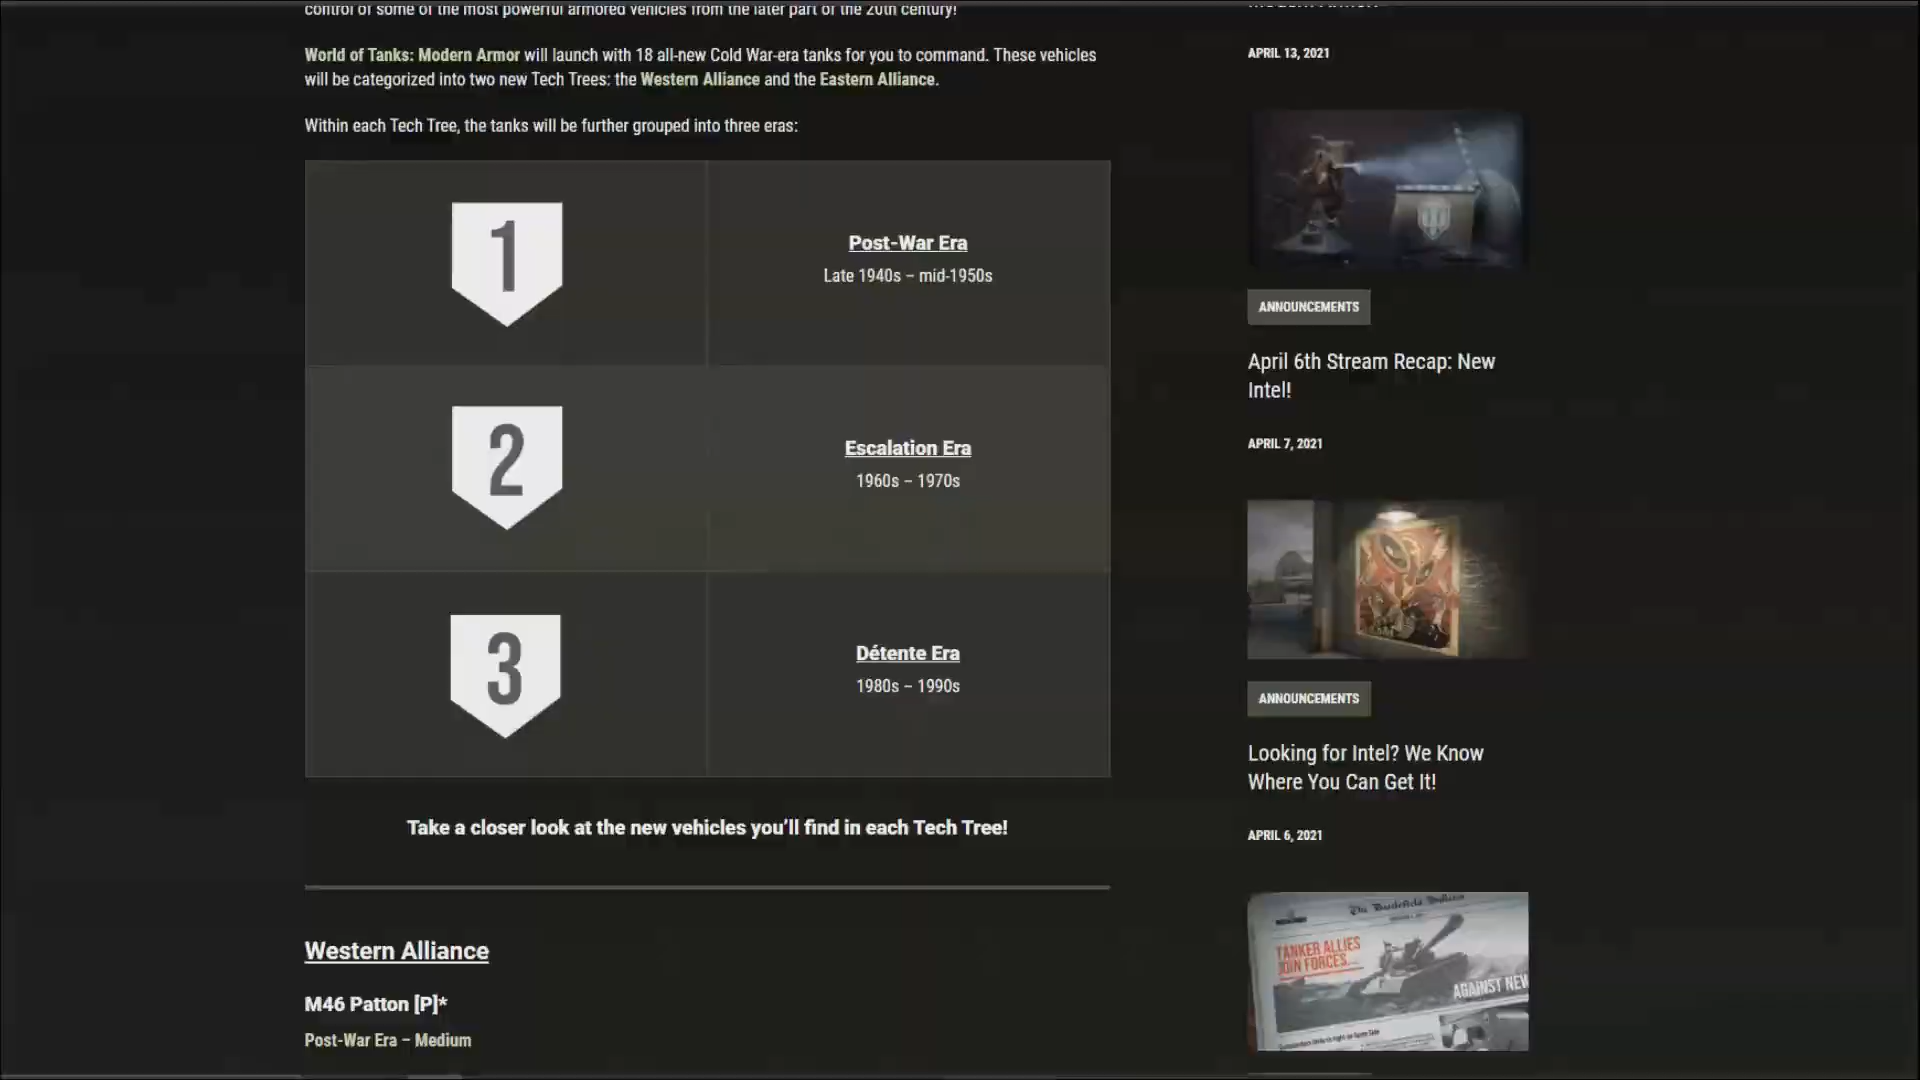 control of some of the most powerful armored vehicles from the later part of the 20th century!
World of Tanks: Modern Armor will launch with 18 all-new Cold War-era tanks for you to command. These vehicles
will be categorized into two new Tech Trees: the Western Alliance and the Eastern Alliance.
Within each Tech Tree, the tanks will be further grouped into three eras:
1
Post-War Era
Late 1940s – mid-1950s
2
Escalation Era
1960s – 1970s
3
Détente Era
1980s – 1990s
Take a closer look at the new vehicles you'll find in each Tech Tree!
Western Alliance
M46 Patton [P]*
Post-War Era – Medium
APRIL 13, 2021
ANNOUNCEMENTS
April 6th Stream Recap: New
Intel!
APRIL 7, 2021
ANNOUNCEMENTS
Looking for Intel? We Know
Where You Can Get It!
APRIL 6, 2021
The Battlefield Bulletin
TANKER ALLIES
JOIN FORCES...
AGAINST NEW